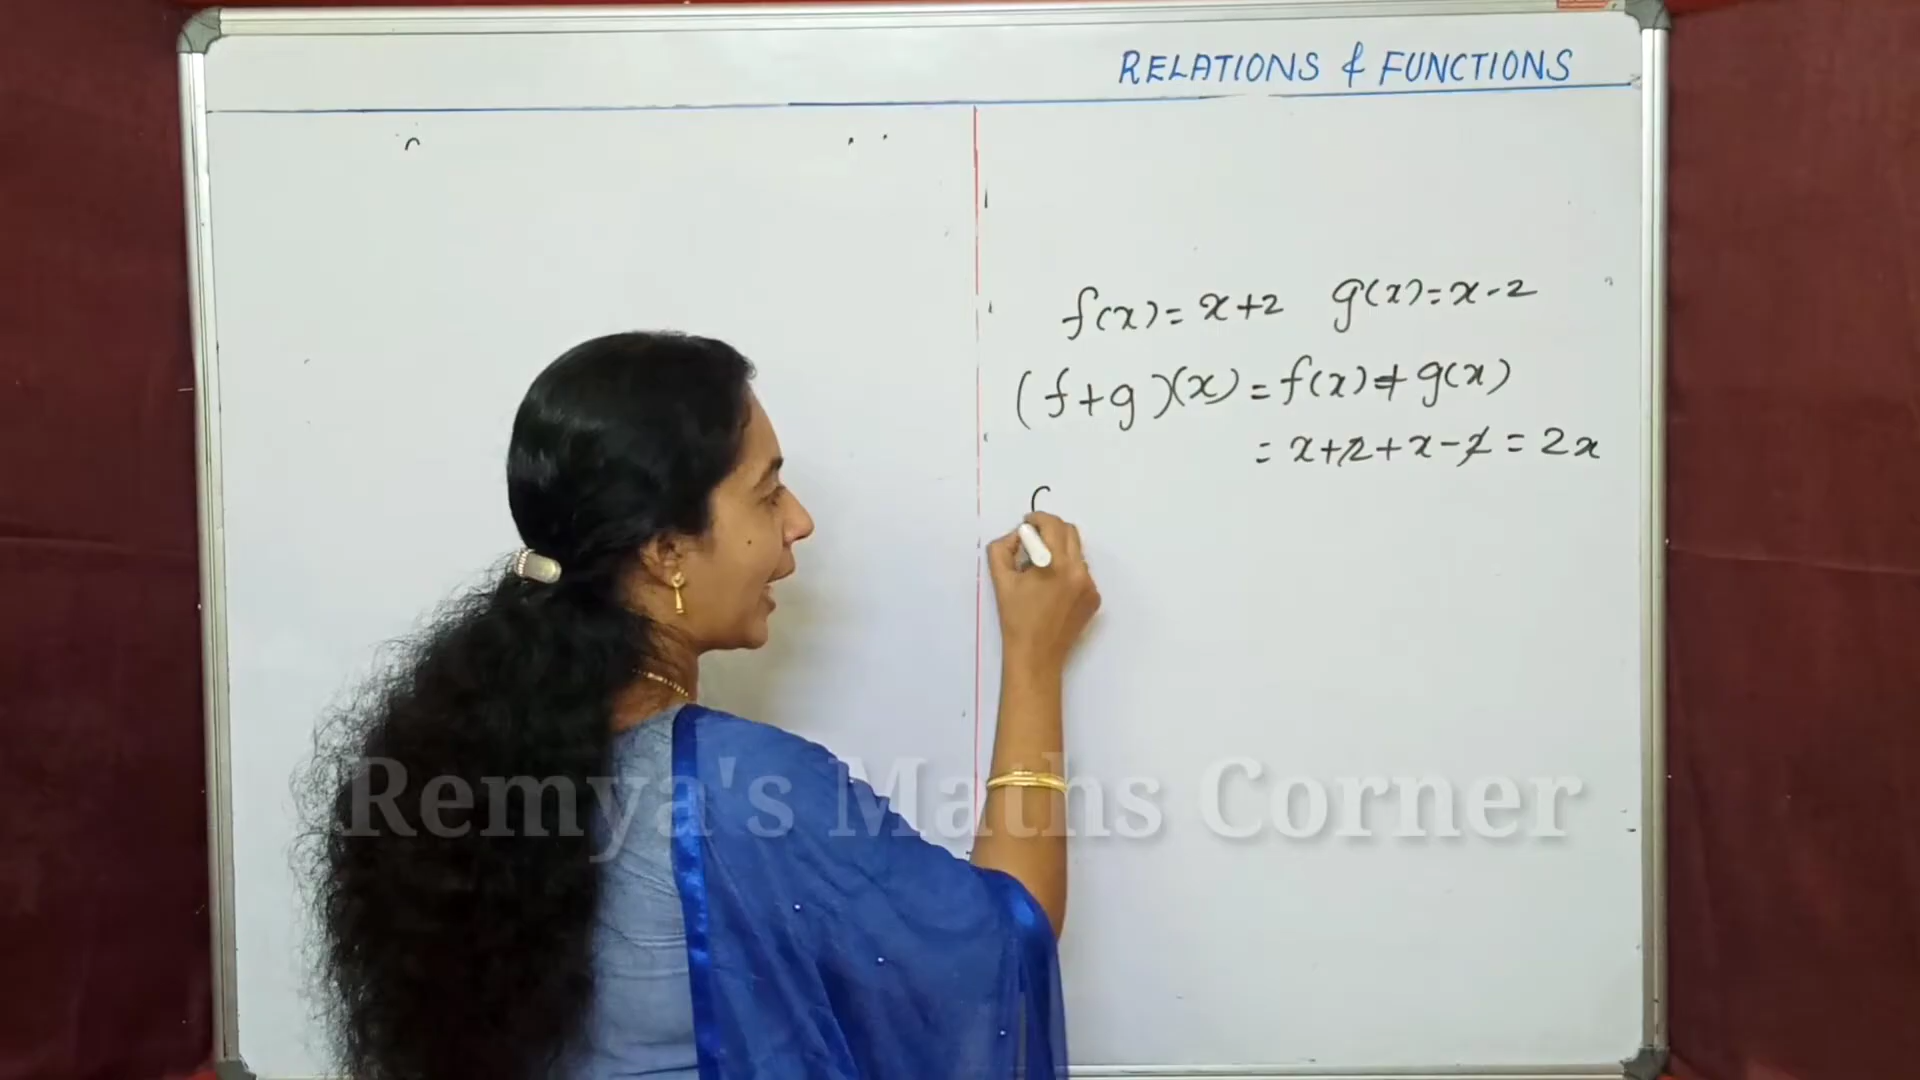 RELATIONS & FUNCTIONS
f(x) = x+2 g(x) = x-2
(f+g)(x) = f(x)+g(x)
= x+2+x-2 = 2x
(
Remya's Maths Corner